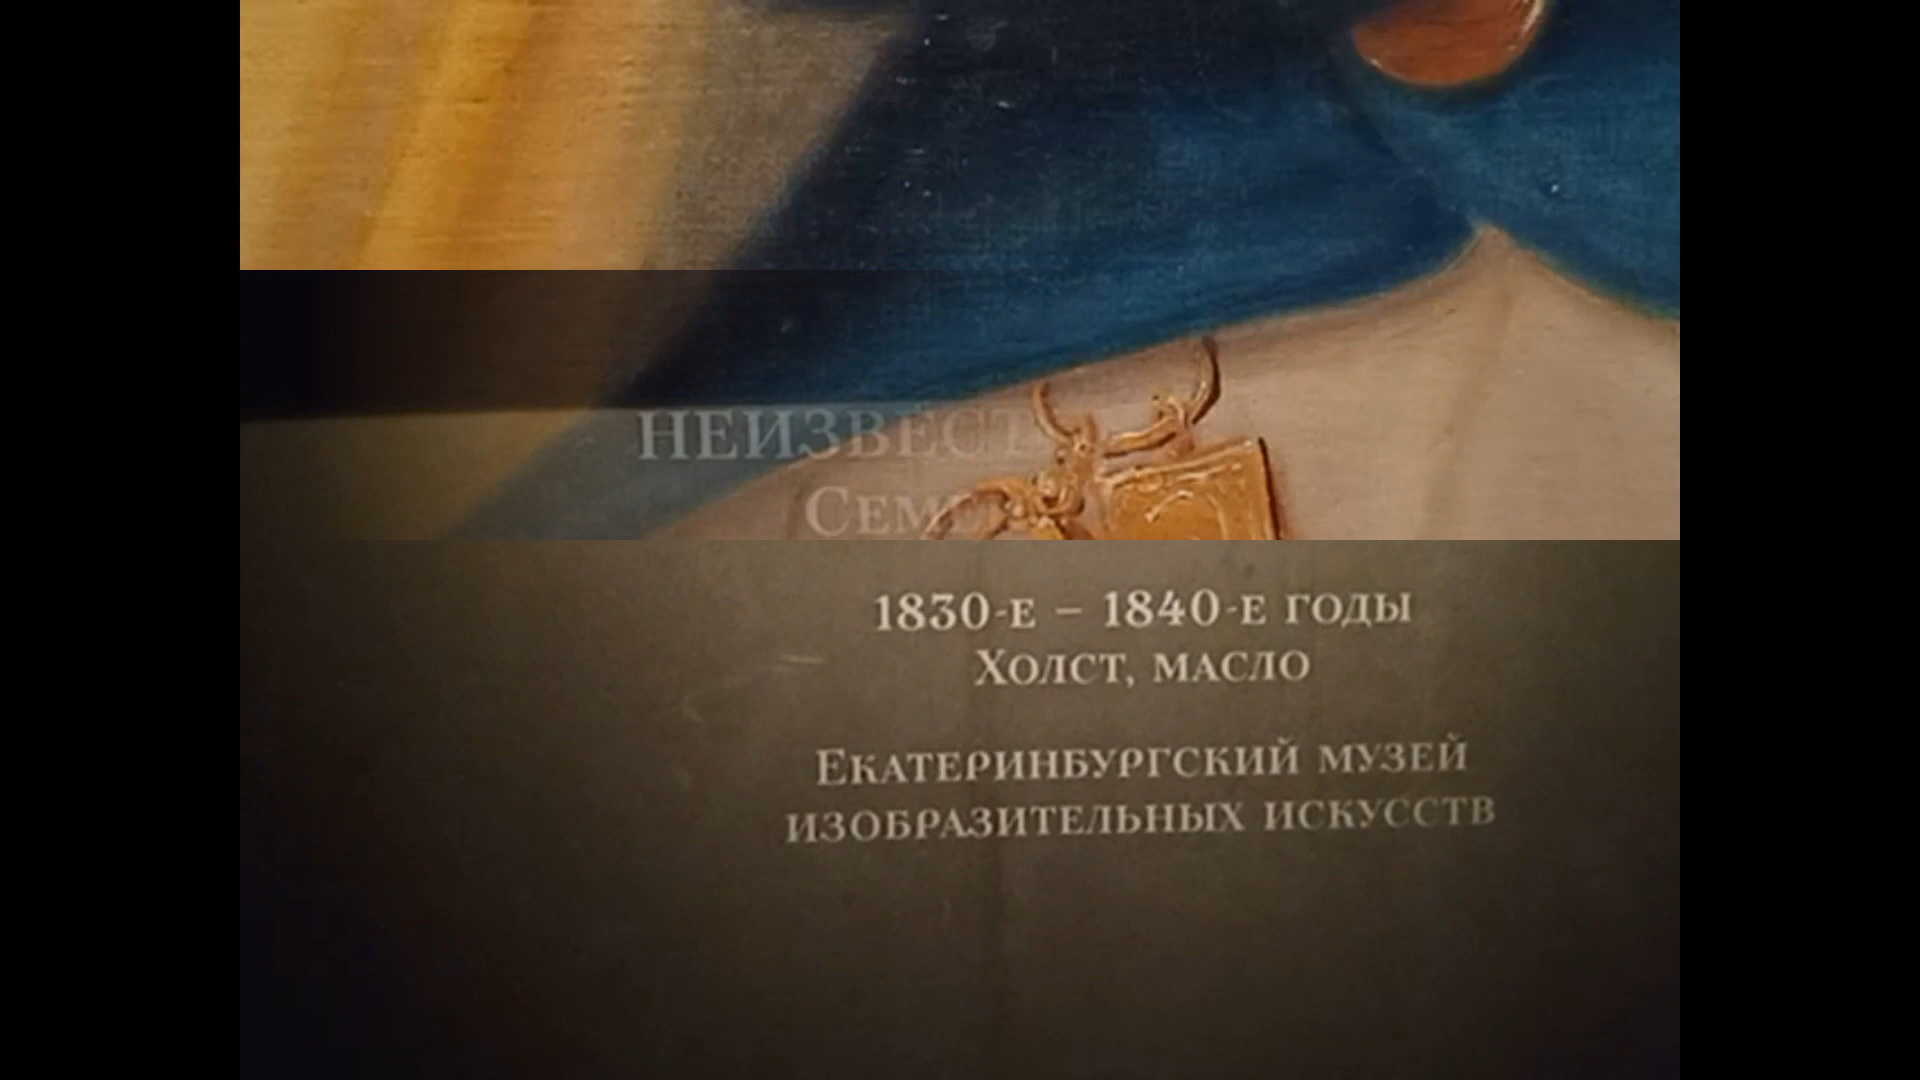 1830-е – 1840-е годы
Холст, масло
Екатеринбургский музей
изобразительных искусств